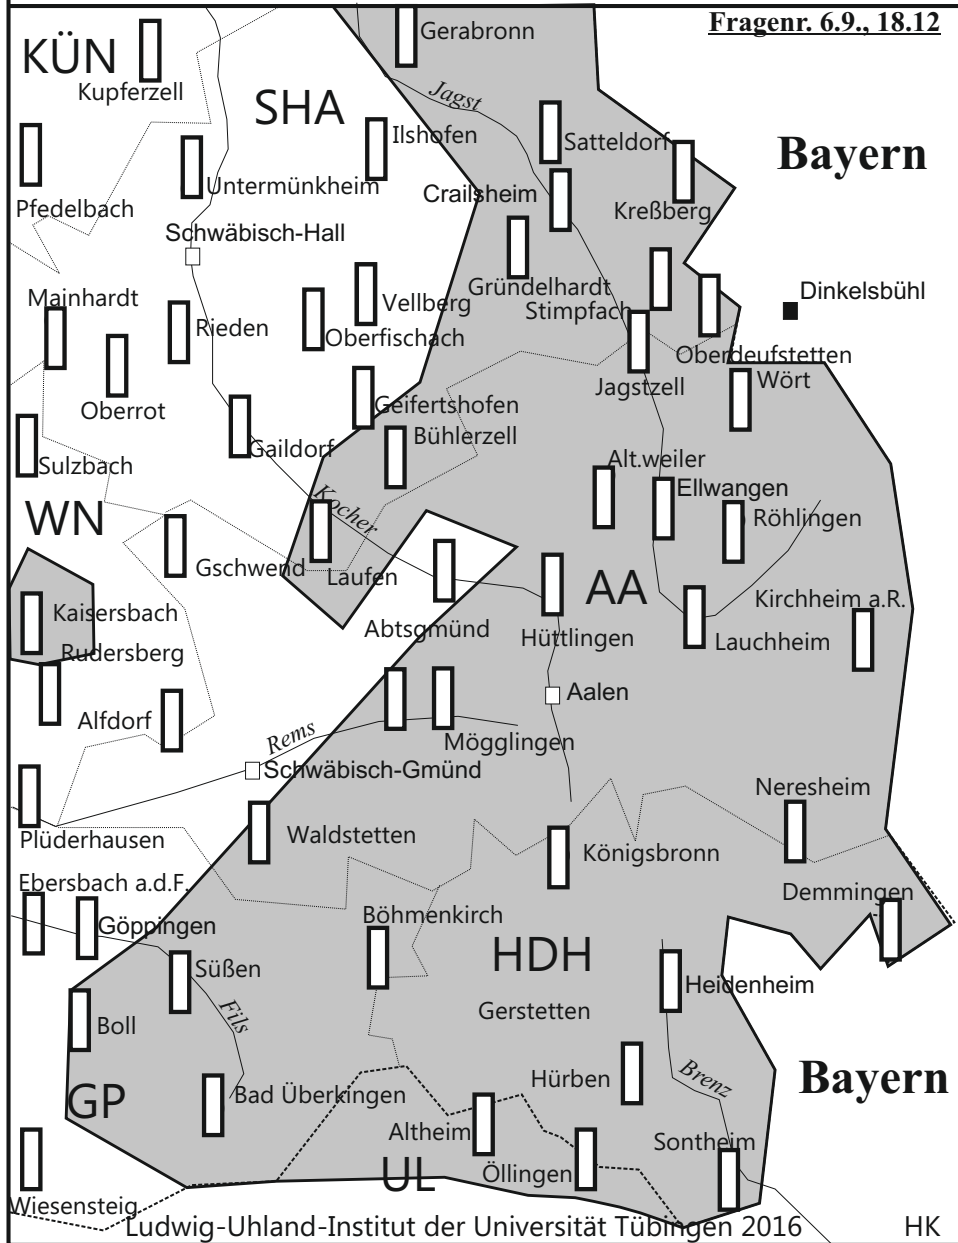 Fragenr. 6.9., 18.12
Gerabronn
KÜN
Kupferzell
SHA
Jagst
Ilshofen
Satteldorf
Bayern
Untermünkheim
Crailsheim
Pfedelbach
Kreßberg
Schwäbisch-Hall
Gründelhardt
Dinkelsbühl
Mainhardt
Vellberg
Stimpfach
Rieden
Oberfischach
Oberdeufstetten
Jagstzell
Wört
Oberrot
Geifertshofen
Bühlerzell
Gaildorf
Sulzbach
Alt.weiler
Ellwangen
Kocher
WN
Röhlingen
Gschwend
Laufen
AA
Kirchheim a.R.
Kaisersbach
Abtsgmünd
Hüttlingen
Lauchheim
Rudersberg
Aalen
Alfdorf
Rems
Mögglingen
Schwäbisch-Gmünd
Neresheim
Plüderhausen
Waldstetten
Königsbronn
Ebersbach a.d.F.
Demmingen
Göppingen
Böhmenkirch
HDH
Süßen
Heidenheim
Gerstetten
Fils
Boll
Hürben
Brenz
Bayern
GP
Bad Überkingen
Altheim
Sontheim
Öllingen
UL
Wiesensteig
Ludwig-Uhland-Institut der Universität Tübingen 2016
HK